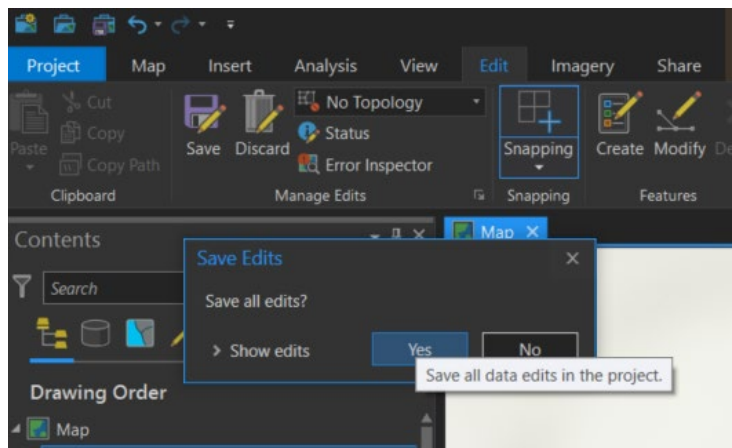 Project Map Insert Analysis View Edit Imagery Share
Cut
Copy
Copy Path
Paste
Clipboard
Save
Discard
No Topology
Status
Error Inspector
Manage Edits
Snapping
Snapping
Create
Modify
Features
Contents
Search
Map
Save Edits
Save all edits?
Show edits
Yes
No
Save all data edits in the project.
Drawing Order
Map